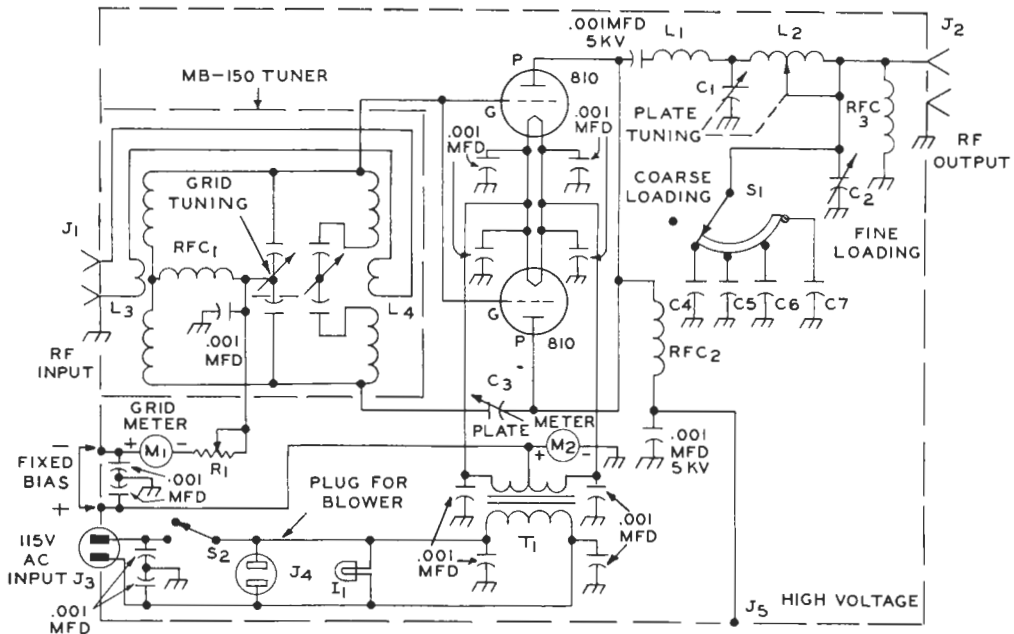 MB-150 TUNER
.001MFD
5KV
L1
L2
J2
P
810
G
.001
MFD
.001
MFD
C1
PLATE
TUNING
RFC
3
RF
OUTPUT
GRID
TUNING
COARSE
LOADING
S1
C2
FINE
LOADING
J1
RFC1
L3
L4
.001
MFD
RF
INPUT
G
P
810
C4
C5
C6
C7
RFC2
C3
GRID
METER
+ M1 -
R1
METER
PLATE
+ M2 -
.001
MFD
5KV
-
FIXED
BIAS
+
.001
MFD
PLUG FOR
BLOWER
115V
AC
INPUT J3
S2
J4
I1
T1
.001
MFD
.001
MFD
.001
MFD
J5
HIGH VOLTAGE